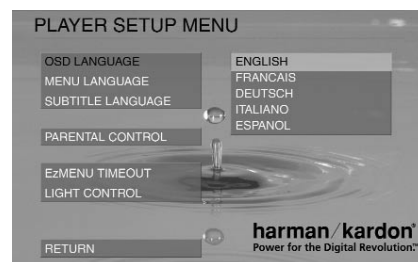 PLAYER SETUP MENU
OSD LANGUAGE
MENU LANGUAGE
SUBTITLE LANGUAGE
PARENTAL CONTROL
EzMENU TIMEOUT
LIGHT CONTROL
RETURN
ENGLISH
FRANCAIS
DEUTSCH
ITALIANO
ESPANOL
harman/kardon®
Power for the Digital Revolution.™